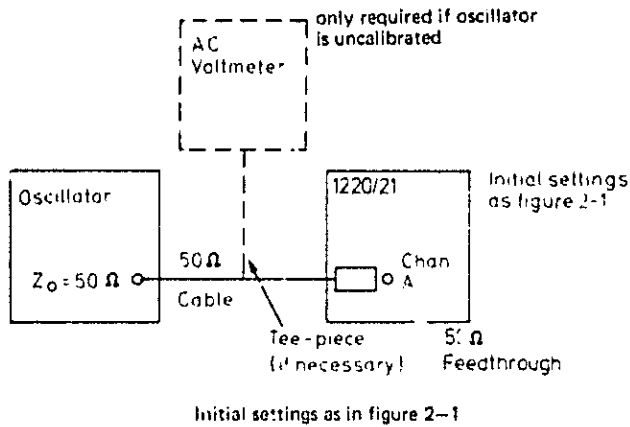 only required if oscillator
is uncalibrated
AC
Voltmeter
Oscillator
Zo = 50 Ω
50 Ω
Cable
Tee-piece
(if necessary)
1220/21
Chan
A
Initial settings
as figure 2-1
Feedthrough
Initial settings as in figure 2–1